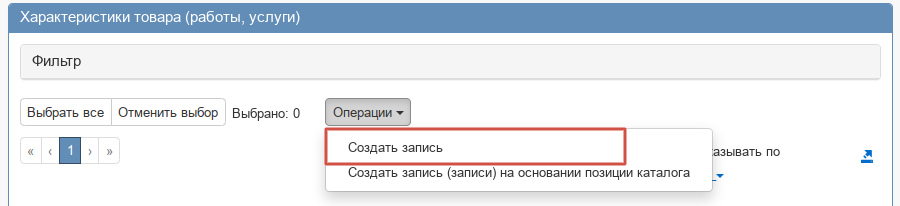 Характеристики товара (работы, услуги)
Фильтр
Выбрать все Отменить выбор Выбрано: 0 Операции
« ‹ 1 › »
Создать запись
казывать по
Создать запись (записи) на основании позиции каталога